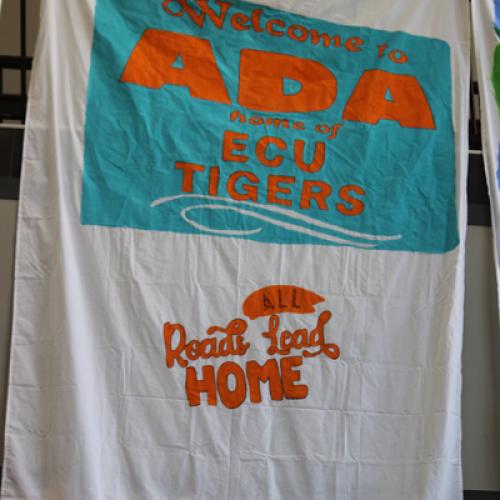 Welcome to
ADA
home of
ECU
TIGERS
ALL
Roads Lead
HOME